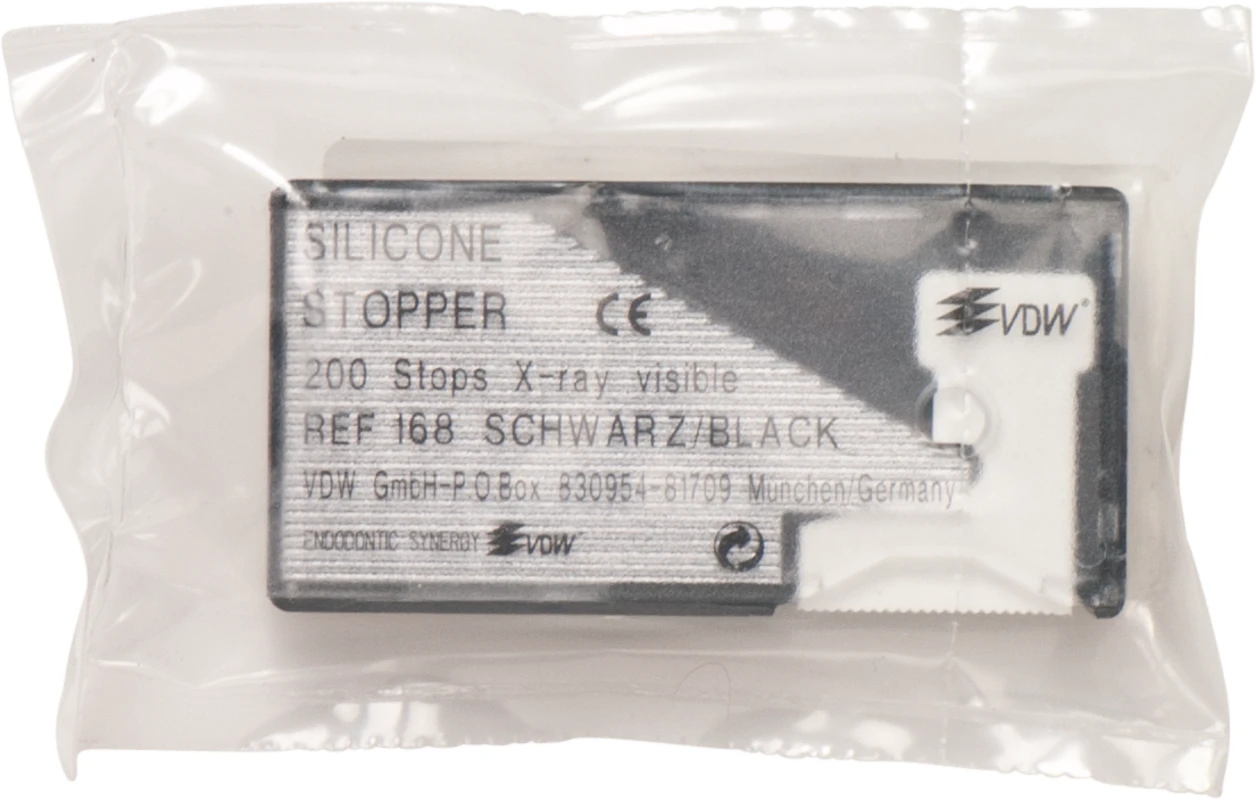 SILICONE
STOPPER CE
200 Stops X-ray visible
REF 168 SCHWARZ/BLACK
VDW GmbH-P.O.Box 830954-81709 München/Germany
ENDODONTIC SYNERGY VDW
VDW®